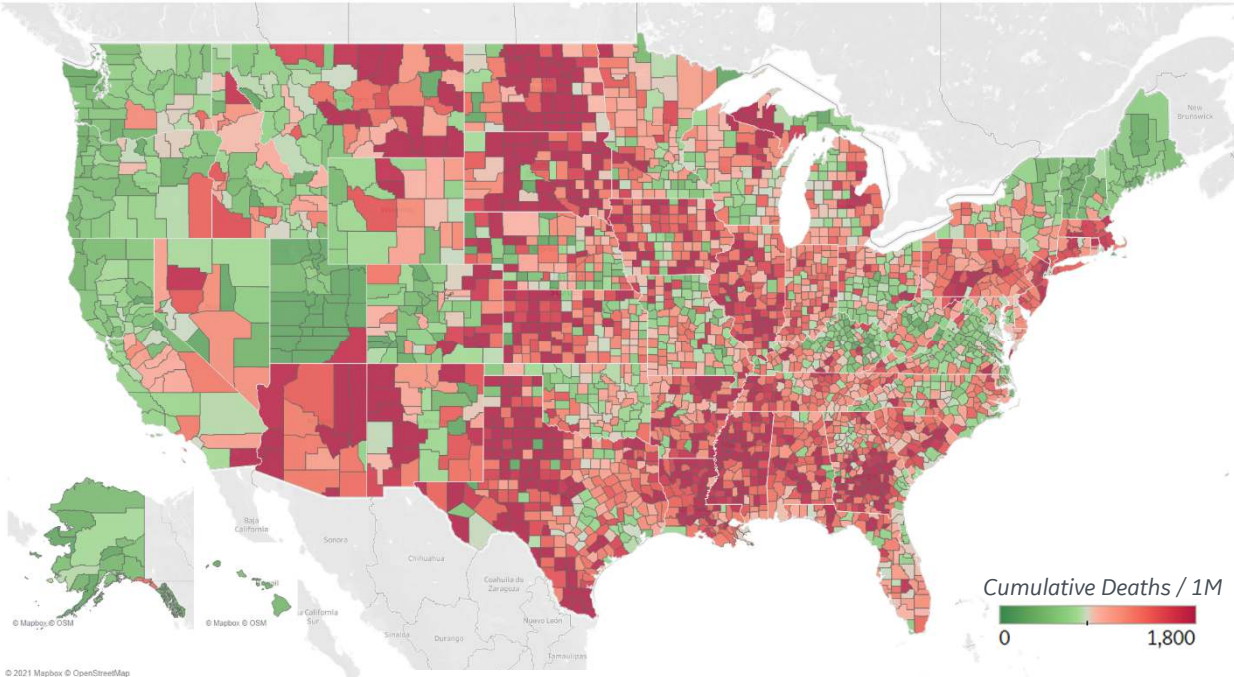 New
Brunswick
Baja
California
Sonora
Chihuahua
Coahuila de
Zaragoza
Nuevo León
Tamaulipas
a California
Sur
Sinaloa
Durango
© Mapbox © OSM
© Mapbox © OSM
Cumulative Deaths / 1M
0
1,800
© 2021 Mapbox © OpenStreetMap